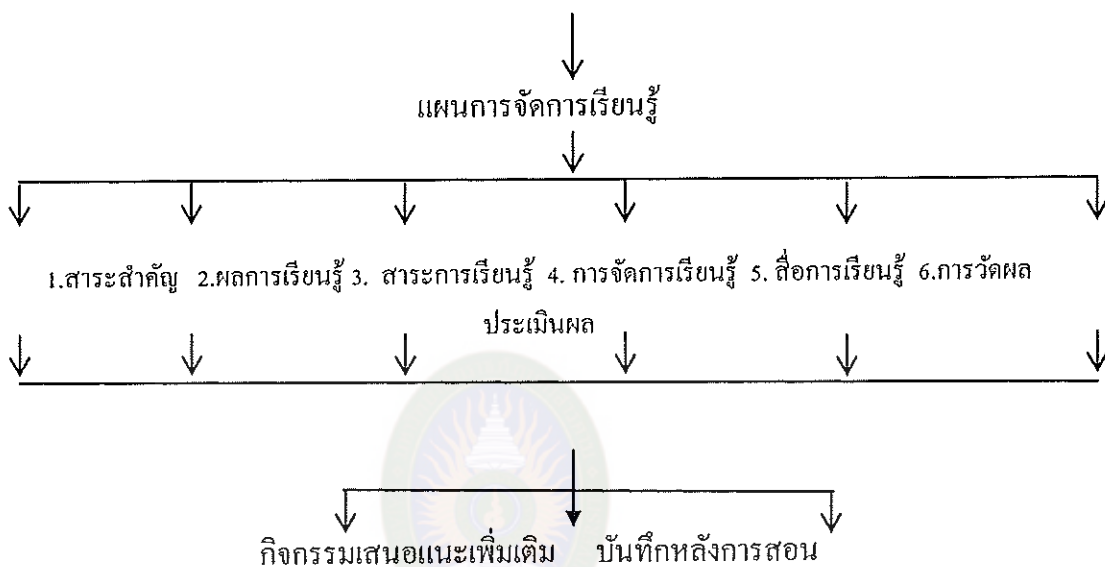 แผนการจัดการเรียนรู้
1.สาระสำคัญ 2.ผลการเรียนรู้ 3. สาระการเรียนรู้ 4. การจัดการเรียนรู้ 5. สื่อการเรียนรู้ 6.การวัดผล
ประเมินผล
กิจกรรมเสนอแนะเพิ่มเติม บันทึกหลังการสอน